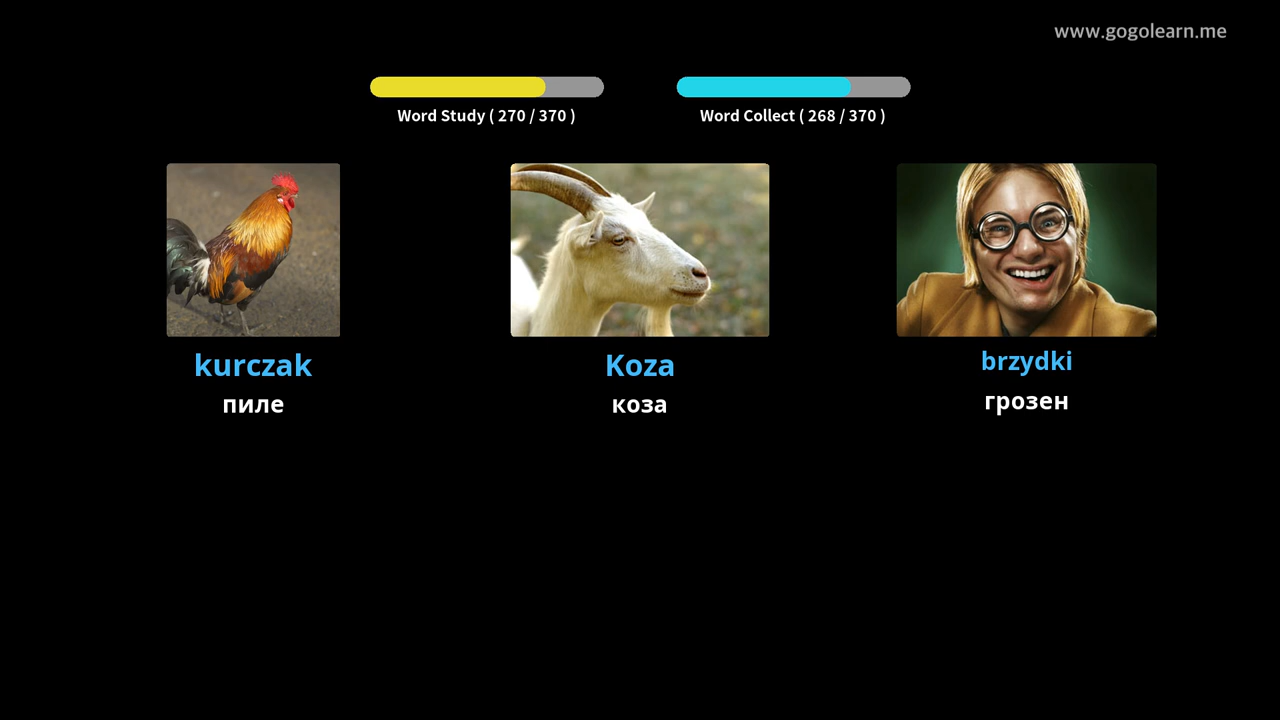 www.gogolearn.me
Word Study ( 270 / 370 )
Word Collect ( 268 / 370 )
kurczak
пиле
Koza
коза
brzydki
грозен